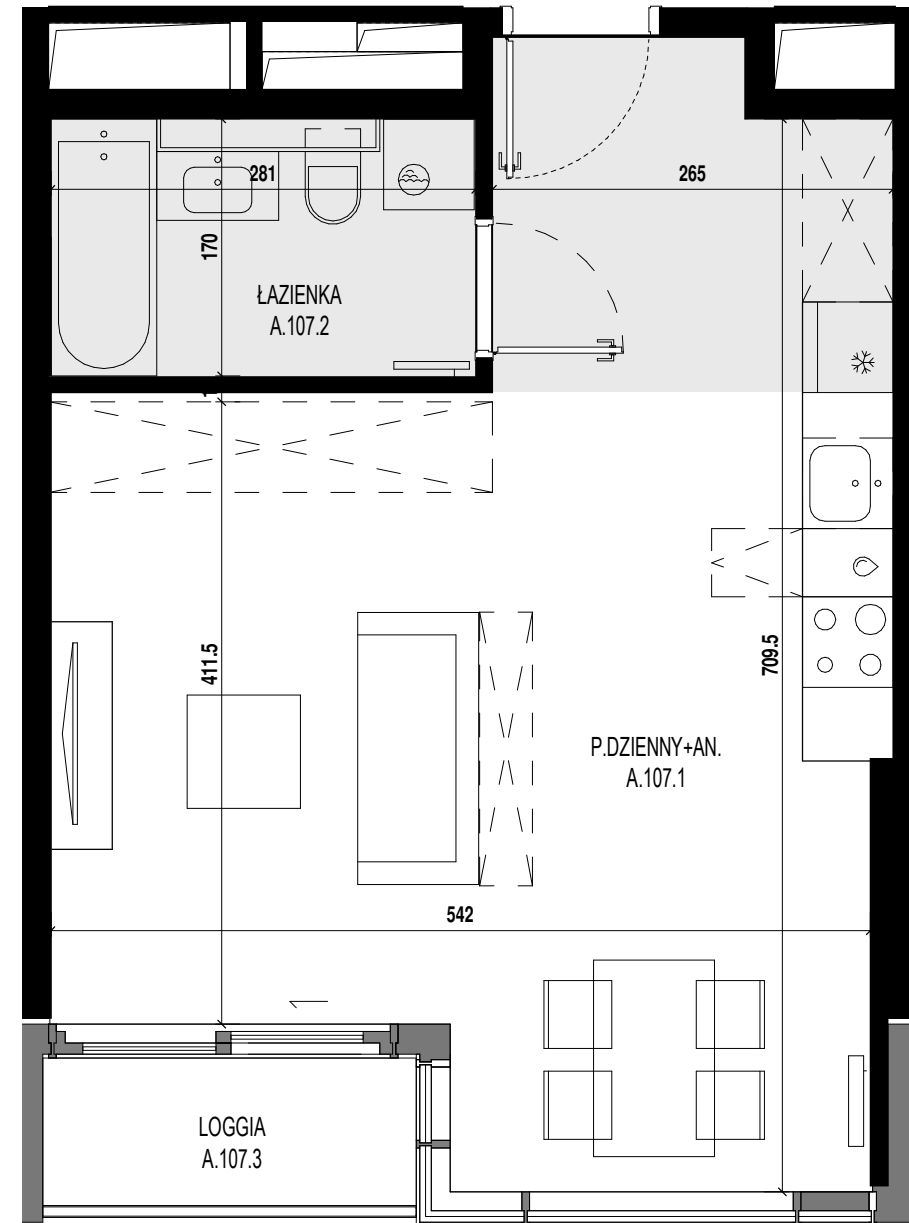 281
265
170
ŁAZIENKA
A.107.2
411.5
709.5
P.DZIENNY+AN.
A.107.1
542
LOGGIA
A.107.3